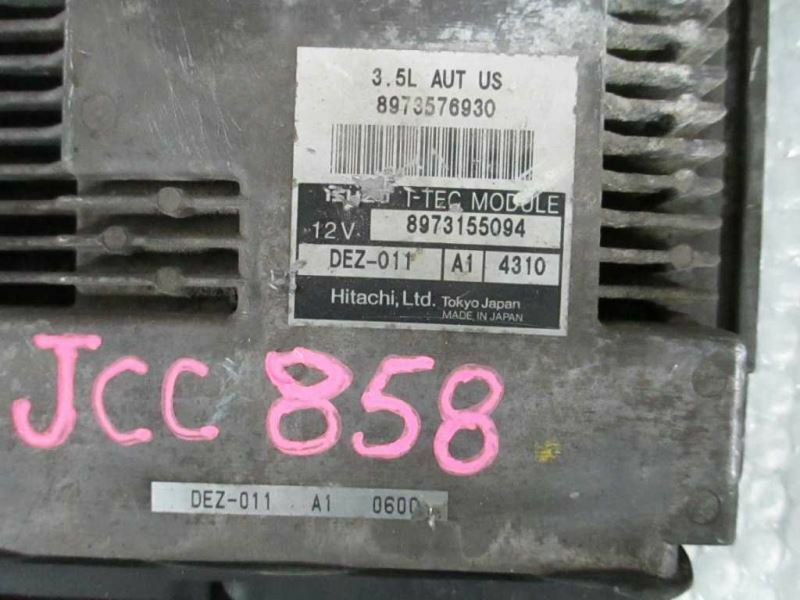 3.5L AUT US
8973576930
I-TEC MODULE
12V 8973155094
DEZ-011 A1 4310
Hitachi, Ltd. Tokyo Japan
MADE IN JAPAN
JCC 858
DEZ-011 A1 0600